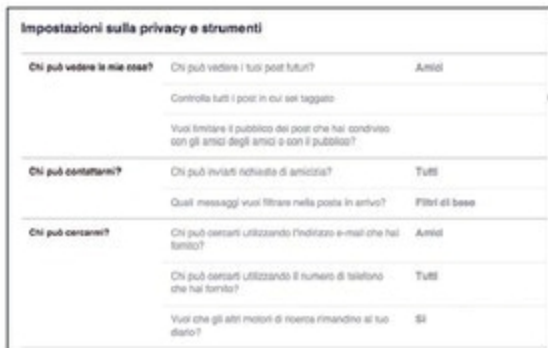 Impostazioni sulla privacy e strumenti
Chi può vedere le mie cose? Chi può vedere i tuoi post futuri? Amici
Controlla tutti i post in cui sei taggato
Vuoi limitare il pubblico dei post che hai condiviso
con gli amici degli amici o con il pubblico?
Chi può contattarmi? Chi può inviarti richieste di amicizia? Tutti
Quali messaggi vuoi filtrare nella posta in arrivo? Filtri di base
Chi può cercarmi? Chi può cercarti utilizzando l'indirizzo e-mail che hai Amici
fornito?
Chi può cercarti utilizzando il numero di telefono Tutti
che hai fornito?
Vuoi che gli altri motori di ricerca rimandino al tuo Sì
diario?